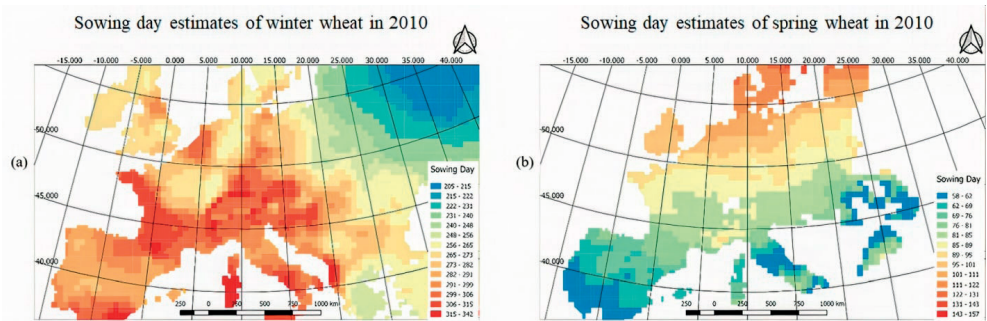 Sowing day estimates of winter wheat in 2010
-15.000 -10.000 -5.000 0.000 5.000 10.000 15.000 20.000 25.000 30.000 35.000 40.000
50.000
45.000
40.000
(a)
Sowing Day
205 - 215
215 - 222
222 - 231
231 - 240
240 - 248
248 - 256
256 - 265
265 - 273
273 - 282
282 - 291
291 - 299
299 - 306
306 - 315
315 - 342
250 0 250 500 750 1000 km
Sowing day estimates of spring wheat in 2010
-15.000 -10.000 -5.000 0.000 5.000 10.000 15.000 20.000 25.000 30.000 35.000 40.000
50.000
45.000
40.000
(b)
Sowing Day
58 - 62
62 - 69
69 - 76
76 - 81
81 - 85
85 - 89
89 - 95
95 - 101
101 - 111
111 - 122
122 - 131
131 - 143
143 - 157
250 0 250 500 750 1000 km